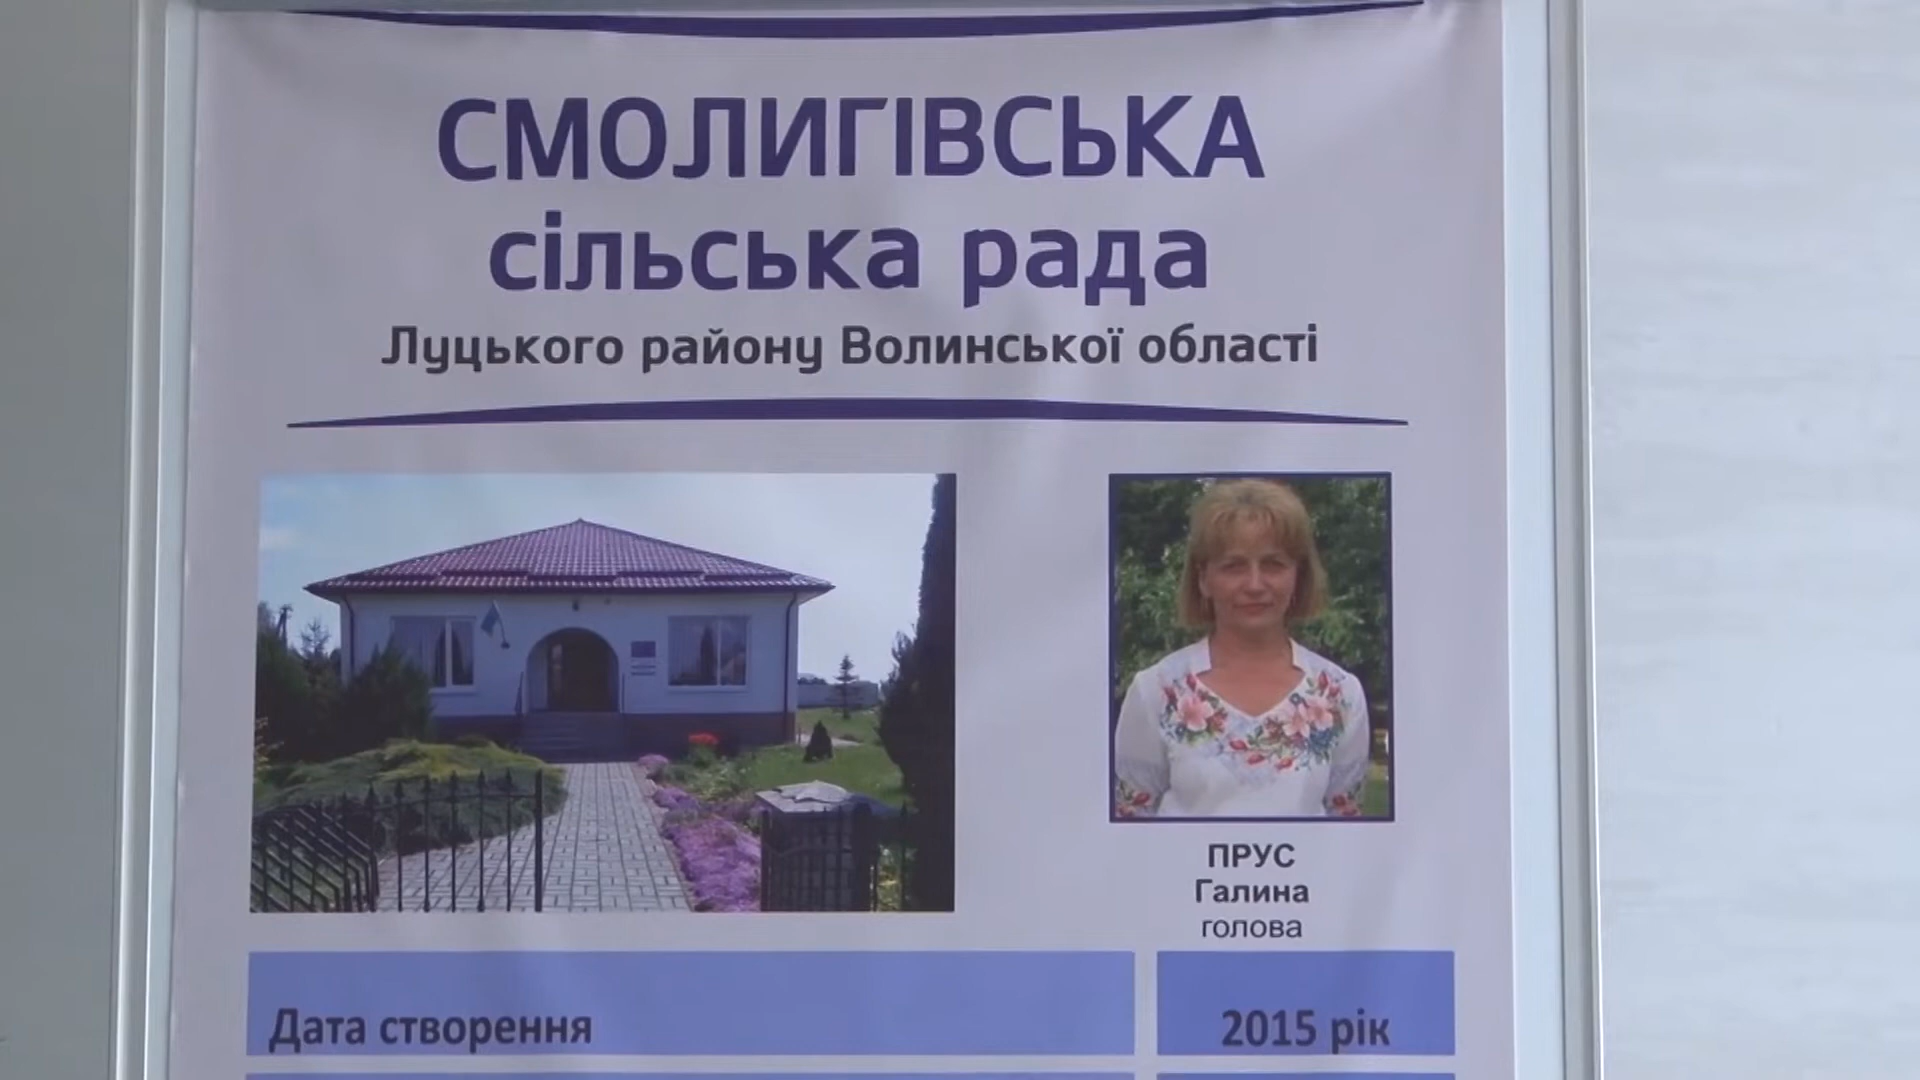 СМОЛИГІВСЬКА
сільська рада
Луцького району Волинської області
ПРУС
Галина
голова
Дата створення
2015 рік